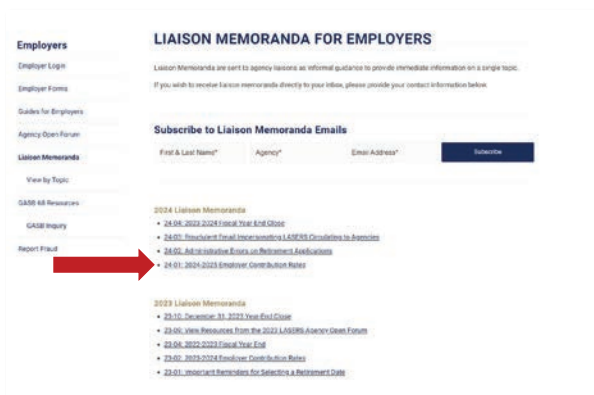 Employers
Employer Login
Employer Forms
Guides for Employers
Agency Open Forum
Liaison Memoranda
View by Topic
GASB 68 Resources
GASB Inquiry
Report Fraud
LIAISON MEMORANDA FOR EMPLOYERS
Liaison Memoranda are sent to agency liaisons as informal guidance to provide immediate information on a single topic.
If you wish to receive liaison memoranda directly to your inbox, please provide your contact information below.
Subscribe to Liaison Memoranda Emails
First & Last Name* Agency* Email Address* Subscribe
2024 Liaison Memoranda
• 24-04: 2023-2024 Fiscal Year End Close
• 24-03: Fraudulent Email Impersonating LASERS Circulating to Agencies
• 24-02: Administrative Errors on Retirement Applications
• 24-01: 2024-2025 Employer Contribution Rates
2023 Liaison Memoranda
• 23-10: December 31, 2023 Year-End Close
• 23-09: View Resources from the 2023 LASERS Agency Open Forum
• 23-04: 2022-2023 Fiscal Year End
• 23-02: 2023-2024 Employer Contribution Rates
• 23-01: Important Reminders for Selecting a Retirement Date